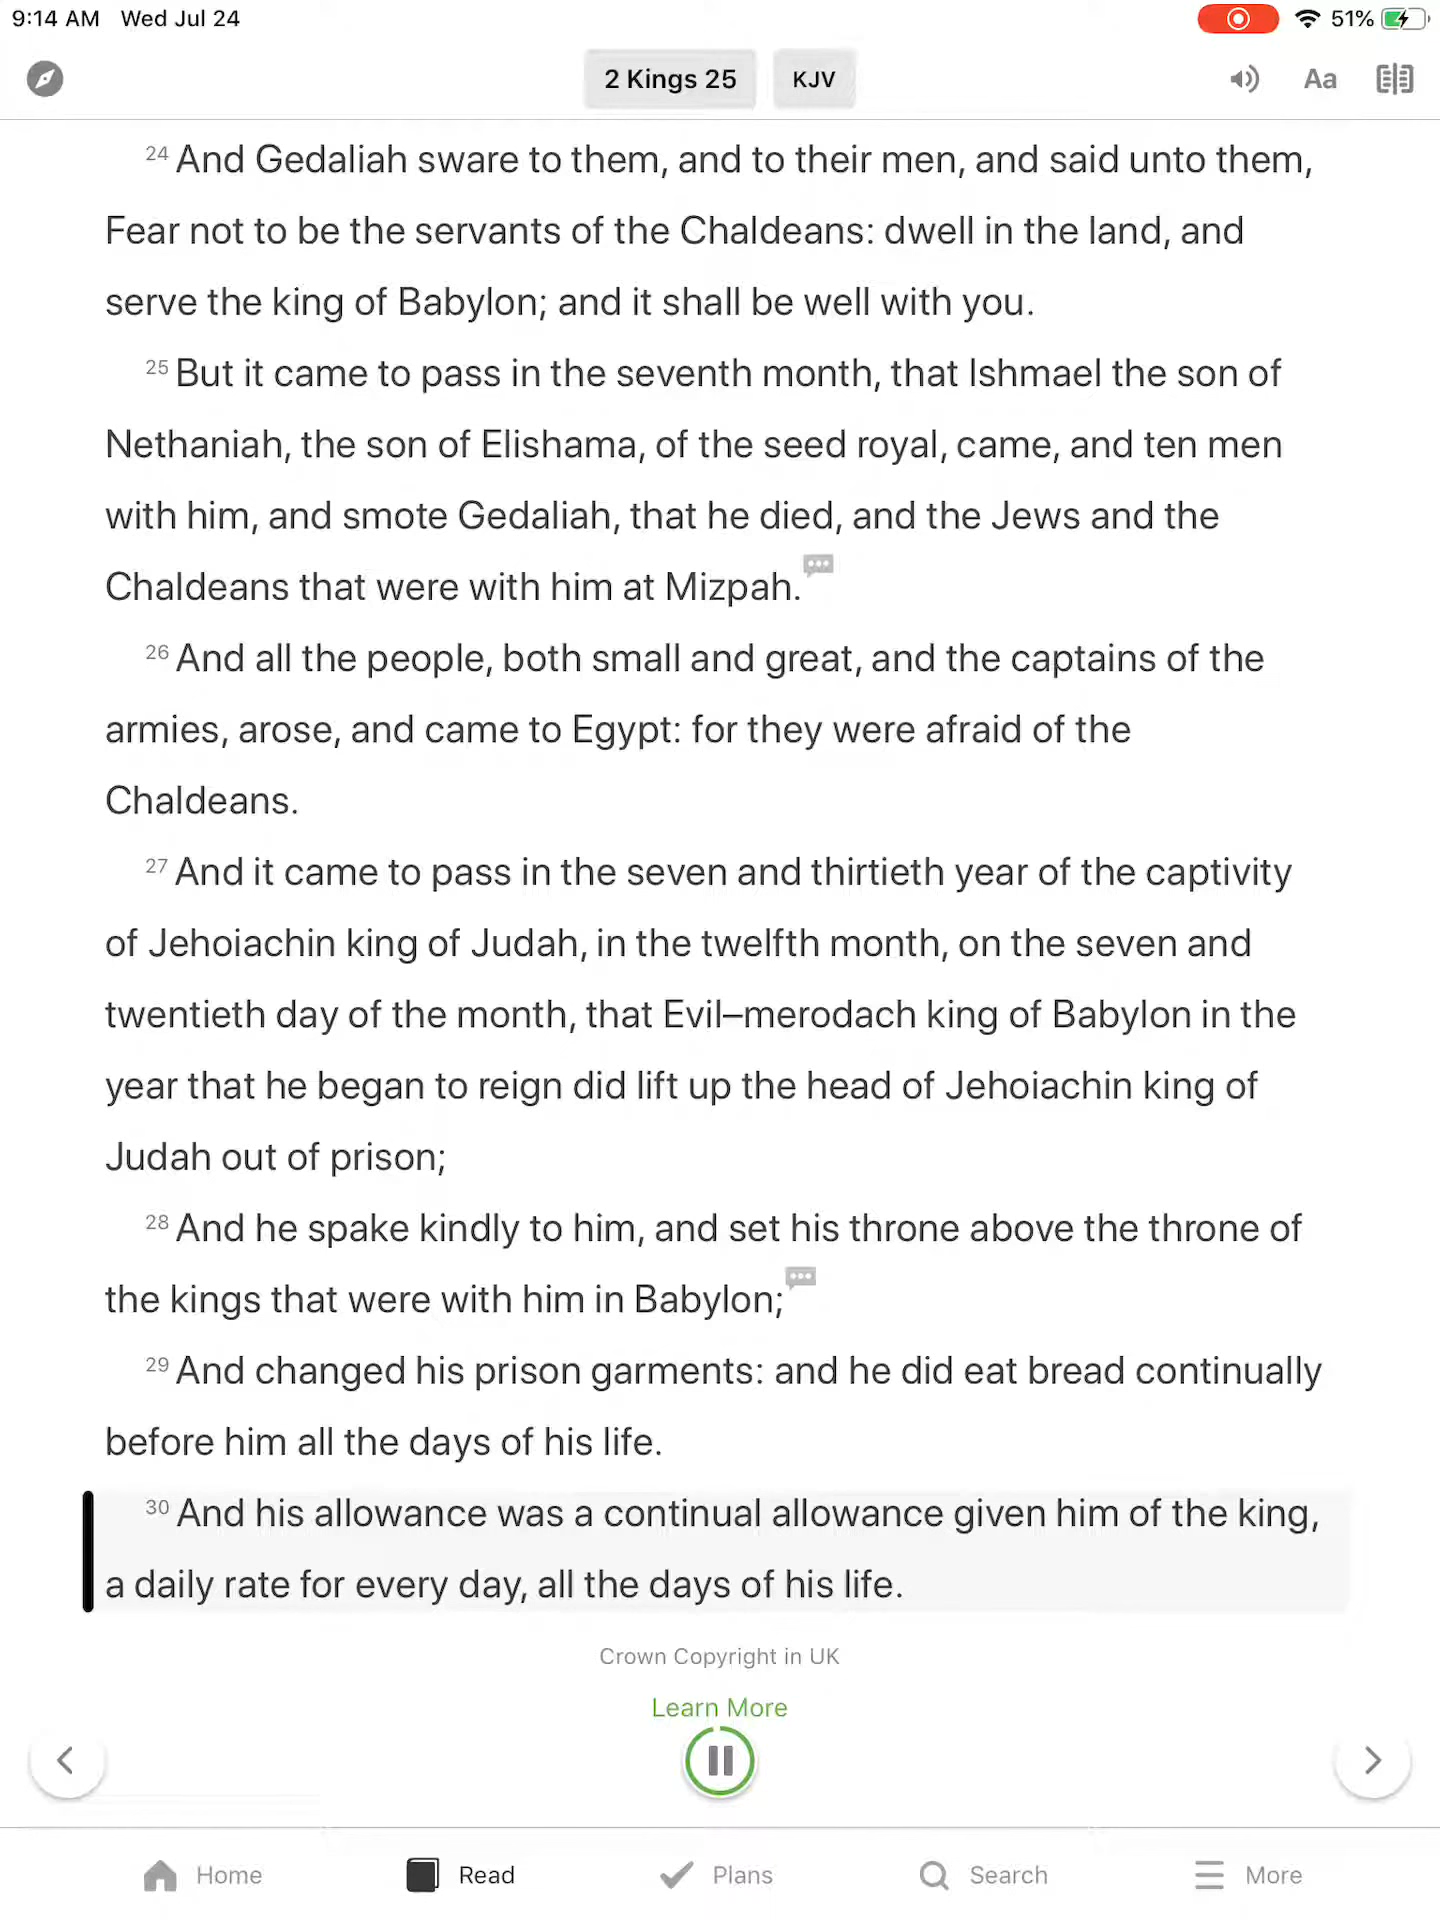 9:14 AM Wed Jul 24 51%
2 Kings 25 KJV Aa
24 And Gedaliah sware to them, and to their men, and said unto them,
Fear not to be the servants of the Chaldeans: dwell in the land, and
serve the king of Babylon; and it shall be well with you.
25 But it came to pass in the seventh month, that Ishmael the son of
Nethaniah, the son of Elishama, of the seed royal, came, and ten men
with him, and smote Gedaliah, that he died, and the Jews and the
Chaldeans that were with him at Mizpah.
26 And all the people, both small and great, and the captains of the
armies, arose, and came to Egypt: for they were afraid of the
Chaldeans.
27 And it came to pass in the seven and thirtieth year of the captivity
of Jehoiachin king of Judah, in the twelfth month, on the seven and
twentieth day of the month, that Evil–merodach king of Babylon in the
year that he began to reign did lift up the head of Jehoiachin king of
Judah out of prison;
28 And he spake kindly to him, and set his throne above the throne of
the kings that were with him in Babylon;
29 And changed his prison garments: and he did eat bread continually
before him all the days of his life.
30 And his allowance was a continual allowance given him of the king,
a daily rate for every day, all the days of his life.
Crown Copyright in UK
Learn More
Home Read Plans Search More